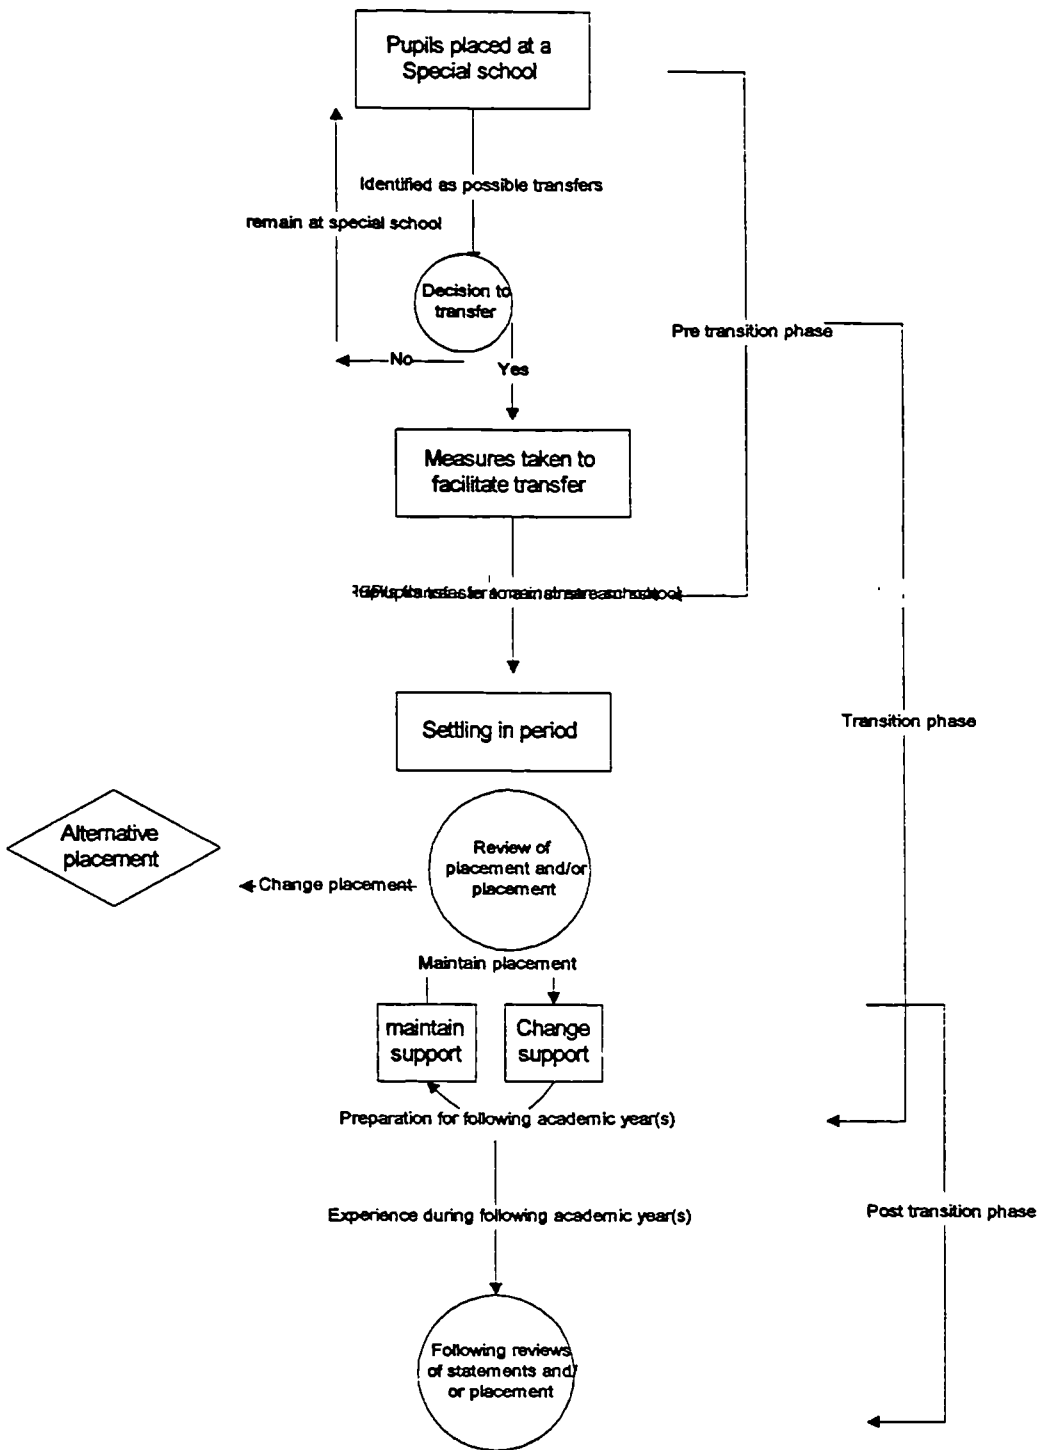 Pupils placed at a
Special school
Identified as possible transfers
remain at special school
Decision to
transfer
No
Yes
Pre transition phase
Measures taken to
facilitate transfer
Settling in period
Transition phase
Alternative
placement
Review of
placement and/or
placement
Change placement
Maintain placement
maintain
support
Change
support
Preparation for following academic year(s)
Experience during following academic year(s)
Post transition phase
Following reviews
of statements and/
or placement